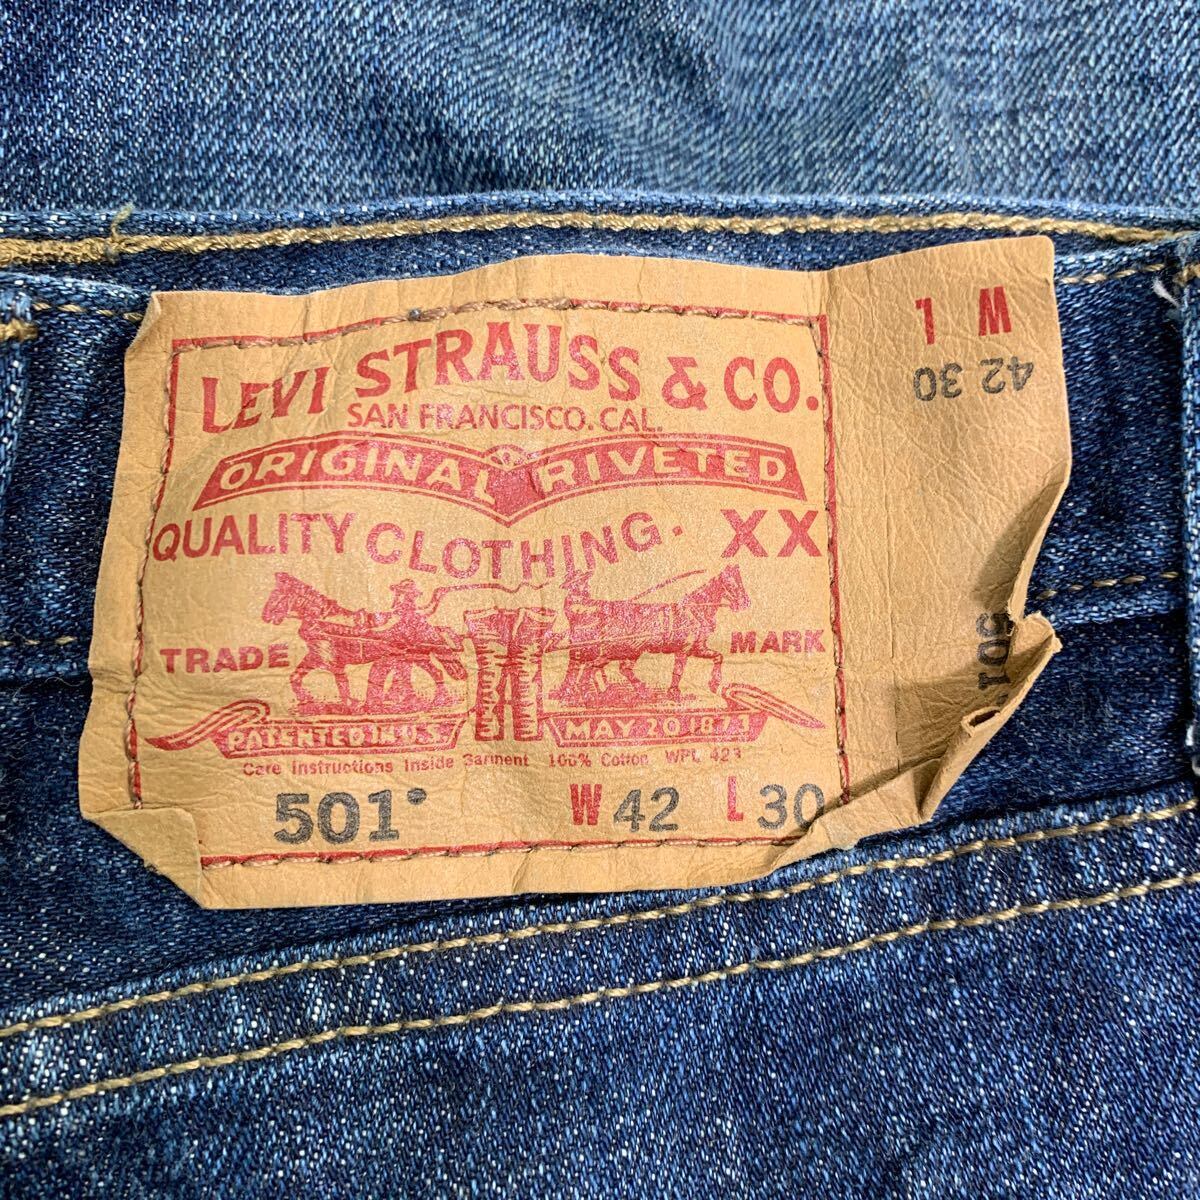 LEVI STRAUSS & CO.
SAN FRANCISCO. CAL.
ORIGINAL RIVETED
QUALITY CLOTHING. XX
TRADE MARK
PATENTED IN U.S. MAY 20 1873
Care Instructions Inside Garment 100% Cotton WPL 423
501® W 42 L 30
W L
42 30
501